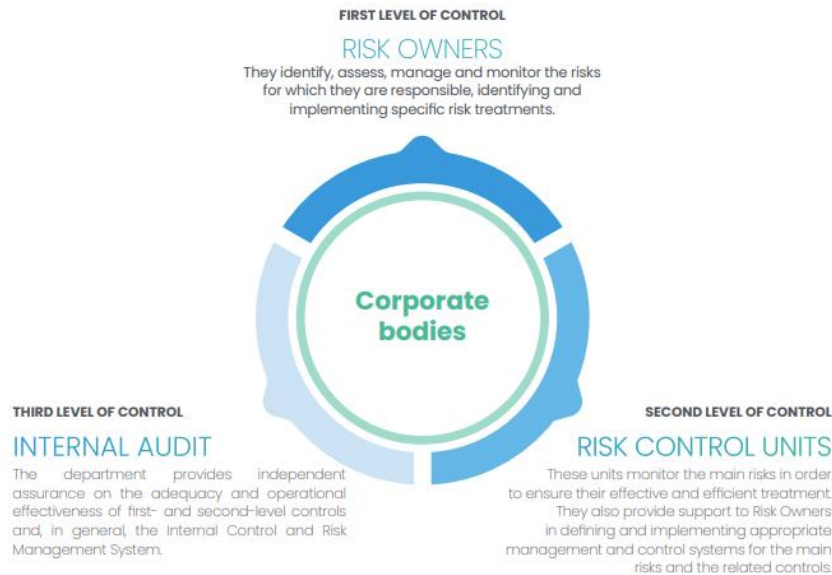 FIRST LEVEL OF CONTROL
RISK OWNERS
They identify, assess, manage and monitor the risks
for which they are responsible, identifying and
implementing specific risk treatments.
Corporate
bodies
THIRD LEVEL OF CONTROL
INTERNAL AUDIT
The department provides independent
assurance on the adequacy and operational
effectiveness of first- and second-level controls
and, in general, the Internal Control and Risk
Management System.
SECOND LEVEL OF CONTROL
RISK CONTROL UNITS
These units monitor the main risks in order
to ensure their effective and efficient treatment.
They also provide support to Risk Owners
in defining and implementing appropriate
management and control systems for the main
risks and the related controls.